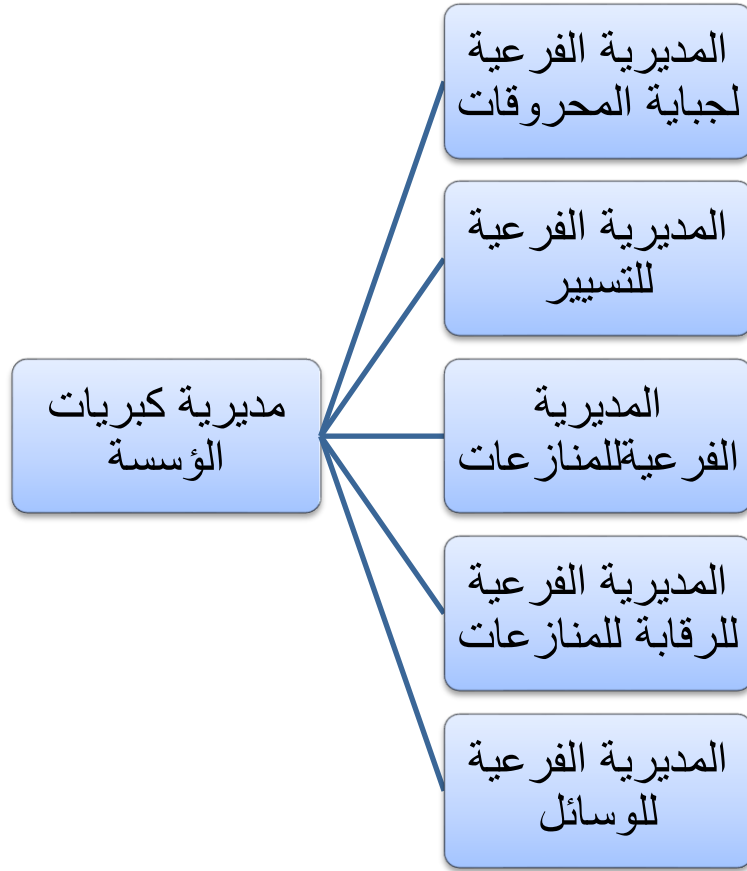 المديرية الفرعية
لجباية المحروقات
المديرية الفرعية
للتسيير
مديرية كبريات
الؤسسة
المديرية
الفرعيةللمنازعات
المديرية الفرعية
للرقابة للمنازعات
المديرية الفرعية
للوسائل